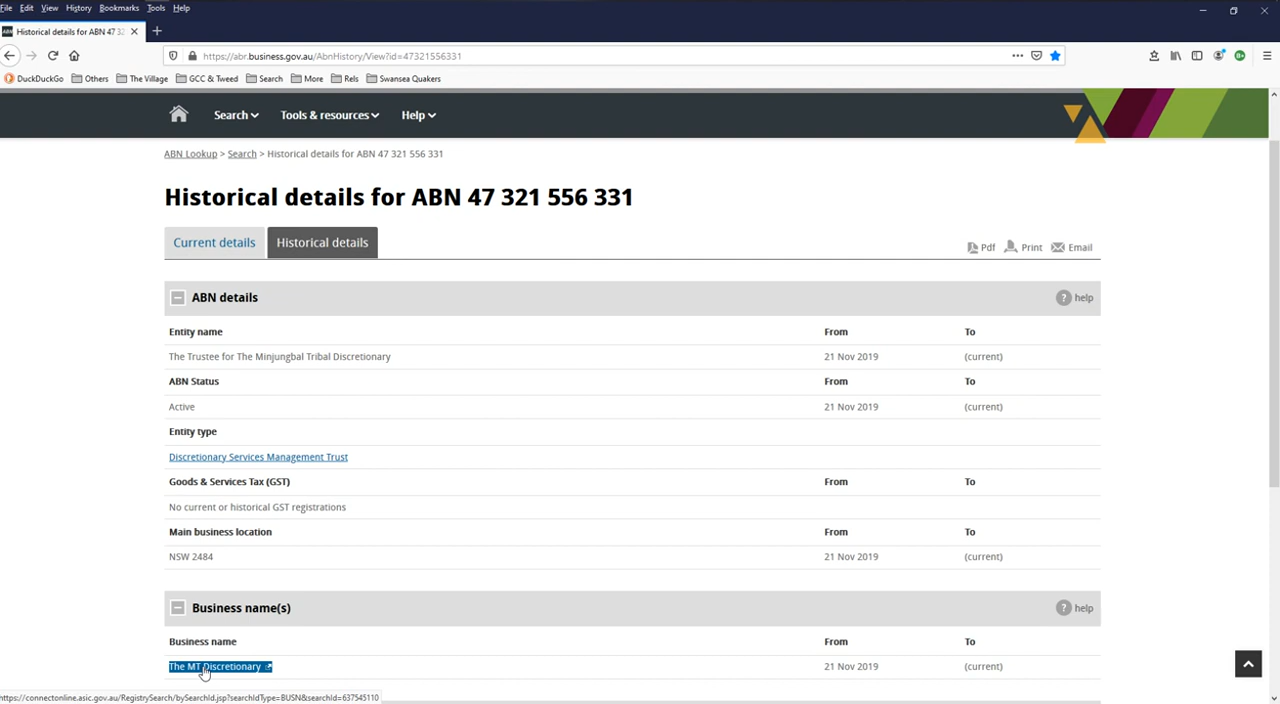 File Edit View History Bookmarks Tools Help
Historical details for ABN 47 32
https://abr.business.gov.au/AbnHistory/View?id=47321556331
DuckDuckGo Others The Village GCC & Tweed Search More Rels Swansea Quakers
Search Tools & resources Help
ABN Lookup > Search > Historical details for ABN 47 321 556 331
Historical details for ABN 47 321 556 331
Current details Historical details
Pdf Print Email
ABN details
? help
Entity name From To
The Trustee for The Minjungbal Tribal Discretionary 21 Nov 2019 (current)
ABN Status From To
Active 21 Nov 2019 (current)
Entity type
Discretionary Services Management Trust
Goods & Services Tax (GST) From To
No current or historical GST registrations
Main business location From To
NSW 2484 21 Nov 2019 (current)
Business name(s)
? help
Business name From To
The MT Discretionary 21 Nov 2019 (current)
https://connectonline.asic.gov.au/RegistrySearch/bySearchId.jsp?searchIdType=BUSN&searchId=637545110